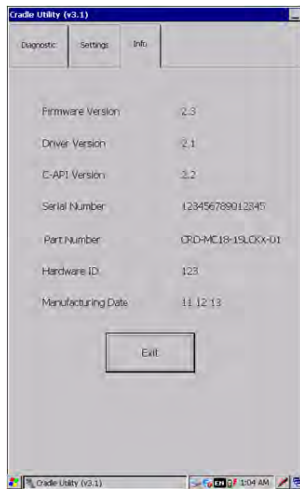 Cradle Utility (v3.1)
Diagnostic Settings Info
Firmware Version 2.3
Driver Version 2.1
C-API Version 2.2
Serial Number 123456789012345
Part Number CRD-MC18-1SLCKX-01
Hardware ID 123
Manufacturing Date 11 12 13
Exit
Cradle Utility (v3.1) EN 1:04 AM